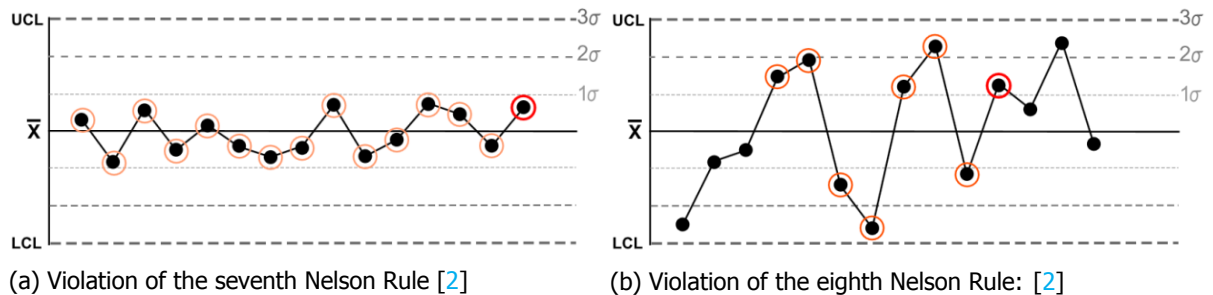 UCL
3σ
2σ
1σ
X̅
LCL
(a) Violation of the seventh Nelson Rule [2]
UCL
3σ
2σ
1σ
X̅
LCL
(b) Violation of the eighth Nelson Rule: [2]